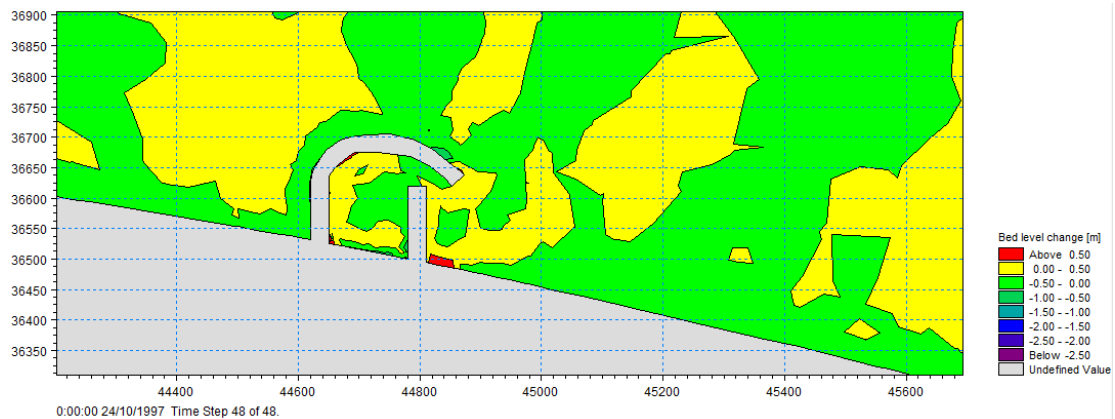 36900
36850
36800
36750
36700
36650
36600
36550
36500
36450
36400
36350
44400 44600 44800 45000 45200 45400 45600
0:00:00 24/10/1997 Time Step 48 of 48.
Bed level change [m]
Above 0.50
0.00 - 0.50
-0.50 - 0.00
-1.00 - -0.50
-1.50 - -1.00
-2.00 - -1.50
-2.50 - -2.00
Below -2.50
Undefined Value